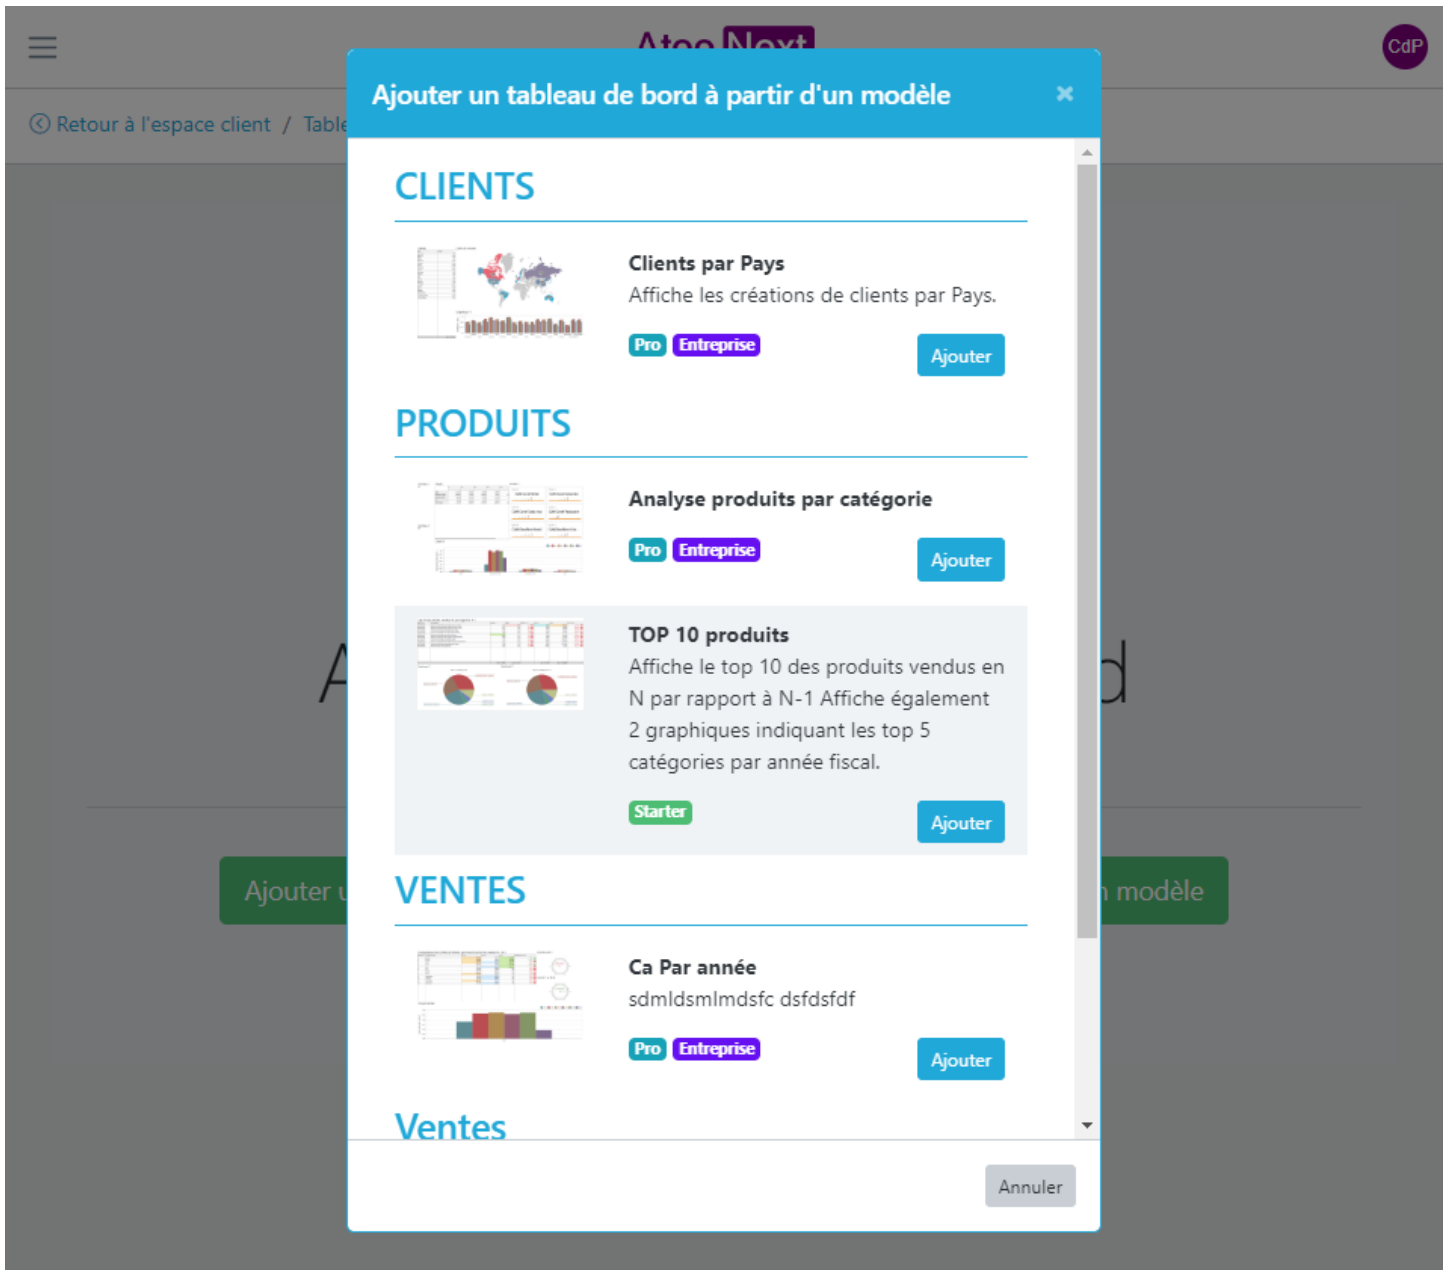 Atoo Next
CdP
Ajouter un tableau de bord à partir d'un modèle
×
Retour à l'espace client / Table
CLIENTS
Clients par Pays
Affiche les créations de clients par Pays.
Pro Entreprise
Ajouter
PRODUITS
Analyse produits par catégorie
Pro Entreprise
Ajouter
TOP 10 produits
Affiche le top 10 des produits vendus en
N par rapport à N-1 Affiche également
2 graphiques indiquant les top 5
catégories par année fiscal.
Starter
Ajouter
A
d
Ajouter u
n modèle
VENTES
Ca Par année
sdmldsmlmdsfc dsfdsfdf
Pro Entreprise
Ajouter
Ventes
Annuler